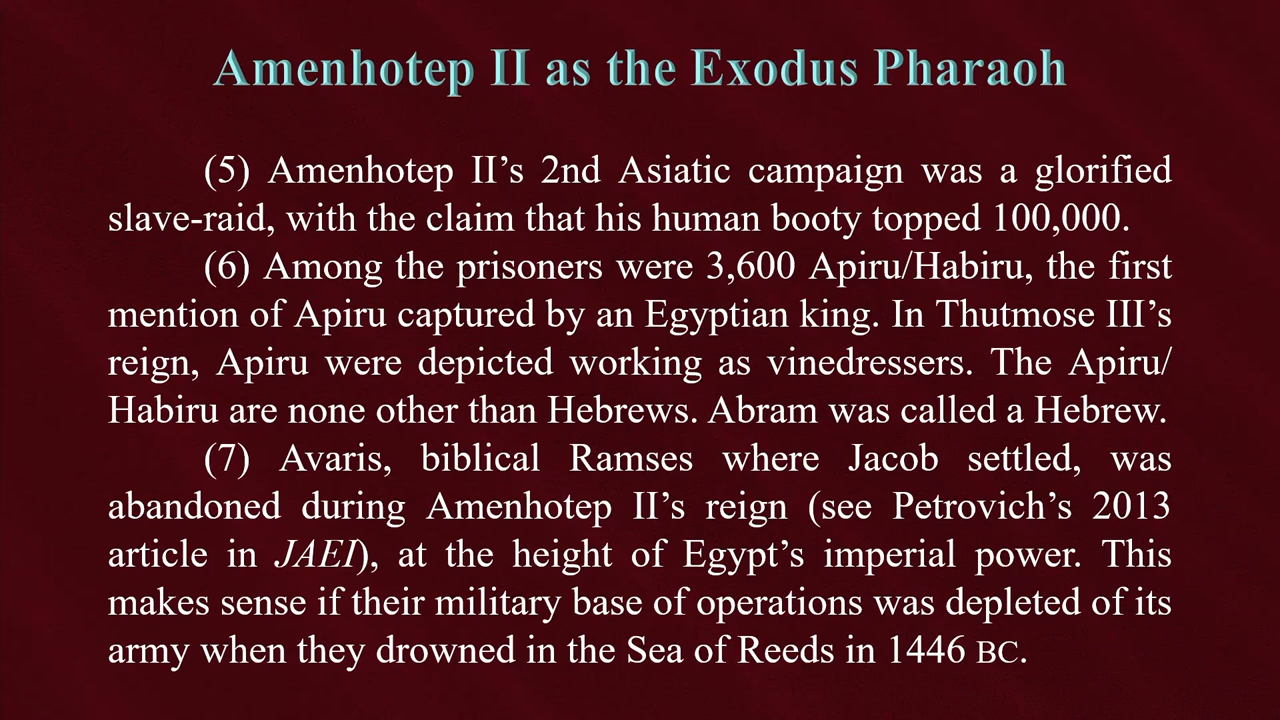 Amenhotep II as the Exodus Pharaoh
(5) Amenhotep II’s 2nd Asiatic campaign was a glorified
slave-raid, with the claim that his human booty topped 100,000.
(6) Among the prisoners were 3,600 Apiru/Habiru, the first
mention of Apiru captured by an Egyptian king. In Thutmose III’s
reign, Apiru were depicted working as vinedressers. The Apiru/
Habiru are none other than Hebrews. Abram was called a Hebrew.
(7) Avaris, biblical Ramses where Jacob settled, was
abandoned during Amenhotep II’s reign (see Petrovich’s 2013
article in JAEI), at the height of Egypt’s imperial power. This
makes sense if their military base of operations was depleted of its
army when they drowned in the Sea of Reeds in 1446 BC.